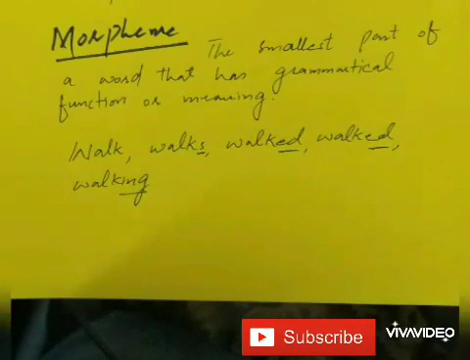 Morpheme The smallest part of
a word that has grammatical
function or meaning.
Walk, walks, walked, walked,
walking
Subscribe
VIVAVIDEO